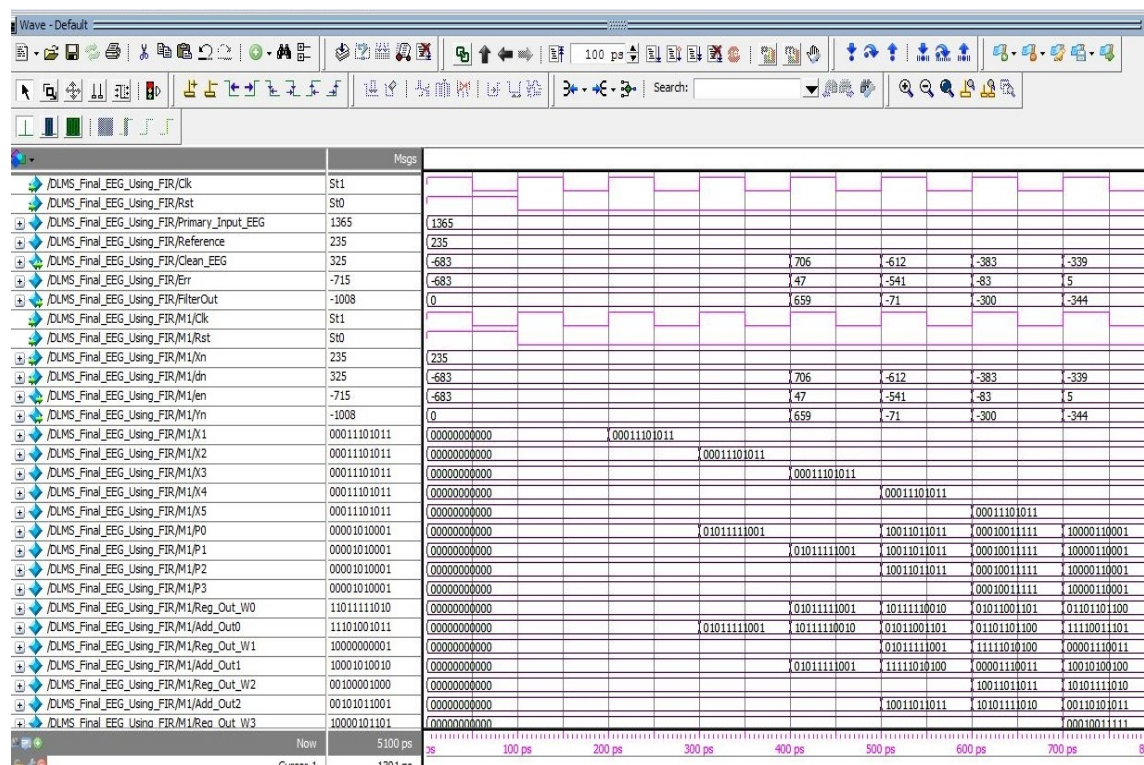 Wave - Default
100 ps
Search:
Msgs
/DLMS_Final_EEG_Using_FIR/Clk St1
/DLMS_Final_EEG_Using_FIR/Rst St0
/DLMS_Final_EEG_Using_FIR/Primary_Input_EEG 1365 1365
/DLMS_Final_EEG_Using_FIR/Reference 235 235
/DLMS_Final_EEG_Using_FIR/Clean_EEG 325 -683 706 -612 -383 -339
/DLMS_Final_EEG_Using_FIR/Err -715 -683 47 -541 -83 5
/DLMS_Final_EEG_Using_FIR/FilterOut -1008 0 659 -71 -300 -344
/DLMS_Final_EEG_Using_FIR/M1/Clk St1
/DLMS_Final_EEG_Using_FIR/M1/Rst St0
/DLMS_Final_EEG_Using_FIR/M1/Xn 235 235
/DLMS_Final_EEG_Using_FIR/M1/dn 325 -683 706 -612 -383 -339
/DLMS_Final_EEG_Using_FIR/M1/en -715 -683 47 -541 -83 5
/DLMS_Final_EEG_Using_FIR/M1/Yn -1008 0 659 -71 -300 -344
/DLMS_Final_EEG_Using_FIR/M1/X1 00011101011 00000000000 00011101011
/DLMS_Final_EEG_Using_FIR/M1/X2 00011101011 00000000000 00011101011
/DLMS_Final_EEG_Using_FIR/M1/X3 00011101011 00000000000 00011101011
/DLMS_Final_EEG_Using_FIR/M1/X4 00011101011 00000000000 00011101011
/DLMS_Final_EEG_Using_FIR/M1/X5 00011101011 00000000000 00011101011
/DLMS_Final_EEG_Using_FIR/M1/P0 00001010001 00000000000 01011111001 10011011011 00010011111 10000110001
/DLMS_Final_EEG_Using_FIR/M1/P1 00001010001 00000000000 01011111001 10011011011 00010011111 10000110001
/DLMS_Final_EEG_Using_FIR/M1/P2 00001010001 00000000000 10011011011 00010011111 10000110001
/DLMS_Final_EEG_Using_FIR/M1/P3 00001010001 00000000000 00010011111 10000110001
/DLMS_Final_EEG_Using_FIR/M1/Reg_Out_W0 11011111010 00000000000 01011111001 10111110010 01011001101 01101101100
/DLMS_Final_EEG_Using_FIR/M1/Add_Out0 11101001011 00000000000 01011111001 10111110010 01011001101 01101101100 11110011101
/DLMS_Final_EEG_Using_FIR/M1/Reg_Out_W1 10000000001 00000000000 01011111001 11111010100 00001110011
/DLMS_Final_EEG_Using_FIR/M1/Add_Out1 10001010010 00000000000 01011111001 11111010100 00001110011 10010100100
/DLMS_Final_EEG_Using_FIR/M1/Reg_Out_W2 00100001000 00000000000 10011011011 10101111010
/DLMS_Final_EEG_Using_FIR/M1/Add_Out2 00101011001 00000000000 10011011011 10101111010 00110101011
/DLMS_Final_EEG_Using_FIR/M1/Reg_Out_W3 10000101101 00000000000 00010011111
Now 5100 ps ps 100 ps 200 ps 300 ps 400 ps 500 ps 600 ps 700 ps 8